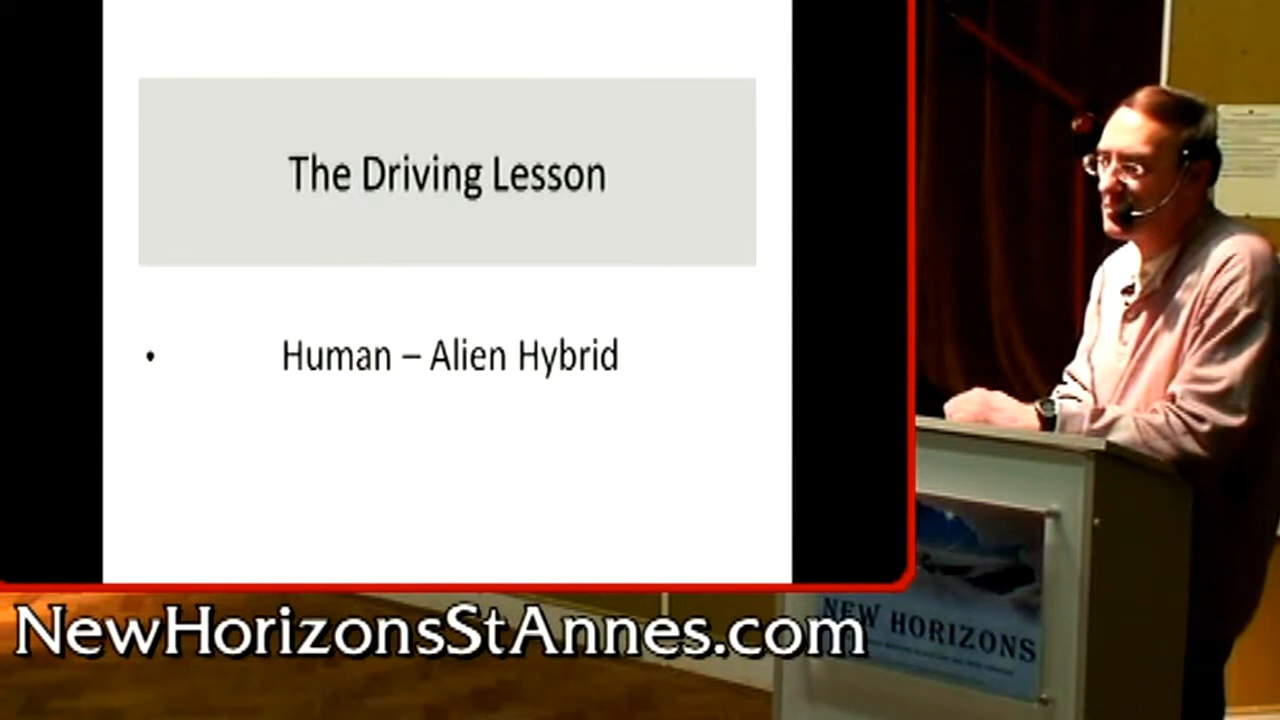 The Driving Lesson
• Human – Alien Hybrid
NewHorizonsStAnnes.com
NEW HORIZONS